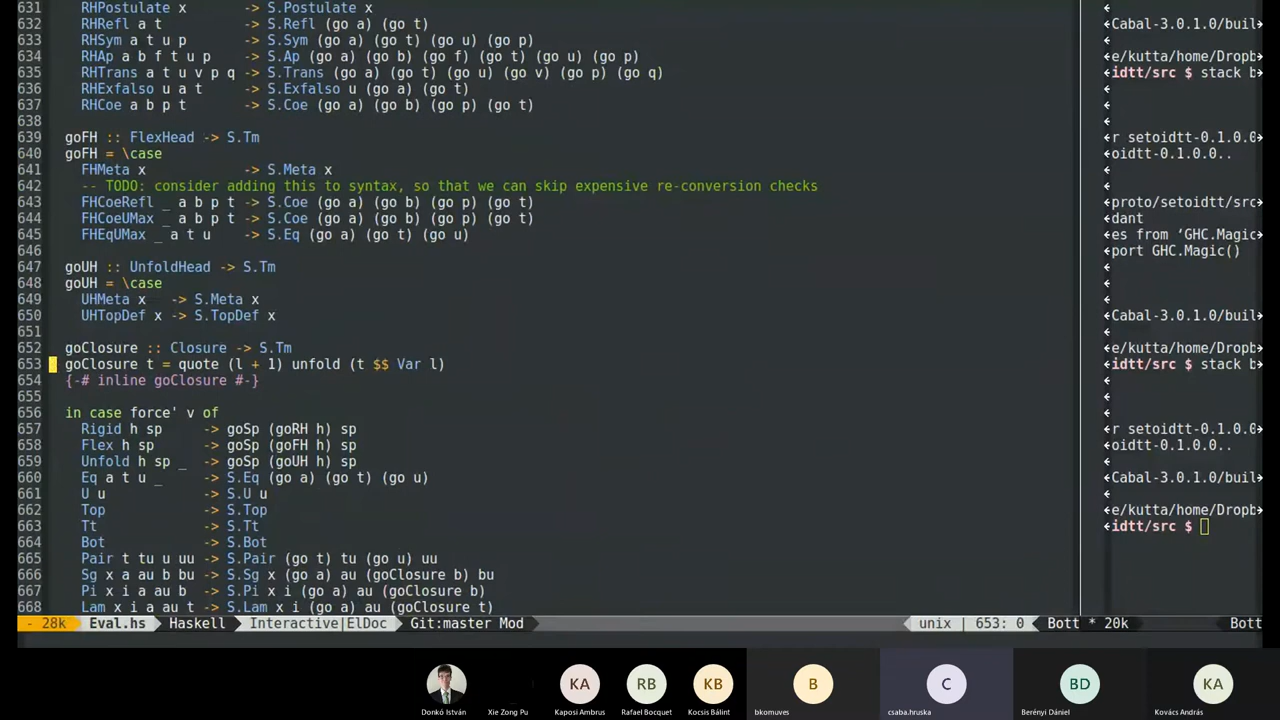 631     RHPostulate x       -> S.Postulate x
632     RHRefl a t          -> S.Refl (go a) (go t)
633     RHSym a t u p       -> S.Sym (go a) (go t) (go u) (go p)
634     RHAp a b f t u p    -> S.Ap (go a) (go b) (go f) (go t) (go u) (go p)
635     RHTrans a t u v p q -> S.Trans (go a) (go t) (go u) (go v) (go p) (go q)
636     RHExfalso u a t     -> S.Exfalso u (go a) (go t)
637     RHCoe a b p t       -> S.Coe (go a) (go b) (go p) (go t)
638
639   goFH :: FlexHead -> S.Tm
640   goFH = \case
641     FHMeta x            -> S.Meta x
642     -- TODO: consider adding this to syntax, so that we can skip expensive re-conversion checks
643     FHCoeRefl _ a b p t -> S.Coe (go a) (go b) (go p) (go t)
644     FHCoeUMax _ a b p t -> S.Coe (go a) (go b) (go p) (go t)
645     FHEqUMax _ a t u    -> S.Eq (go a) (go t) (go u)
646
647   goUH :: UnfoldHead -> S.Tm
648   goUH = \case
649     UHMeta x   -> S.Meta x
650     UHTopDef x -> S.TopDef x
651
652   goClosure :: Closure -> S.Tm
653   goClosure t = quote (l + 1) unfold (t $$ Var l)
654   {-# inline goClosure #-}
655
656   in case force' v of
657     Rigid h sp     -> goSp (goRH h) sp
658     Flex h sp      -> goSp (goFH h) sp
659     Unfold h sp _  -> goSp (goUH h) sp
660     Eq a t u _     -> S.Eq (go a) (go t) (go u)
661     U u            -> S.U u
662     Top            -> S.Top
663     Tt             -> S.Tt
664     Bot            -> S.Bot
665     Pair t tu u uu -> S.Pair (go t) tu (go u) uu
666     Sg x a au b bu -> S.Sg x (go a) au (goClosure b) bu
667     Pi x i a au b  -> S.Pi x i (go a) au (goClosure b)
668     Lam x i a au t -> S.Lam x i (go a) au (goClosure t)
- 28k  Eval.hs  Haskell  Interactive|ElDoc  Git:master Mod  unix | 653: 0  Bott * 20k  Bott
Cabal-3.0.1.0/buil
e/kutta/home/Dropb
idtt/src $ stack b
r setoidtt-0.1.0.0
oidtt-0.1.0.0..
proto/setoidtt/src
dant
es from ‘GHC.Magic
port GHC.Magic()
Cabal-3.0.1.0/buil
e/kutta/home/Dropb
idtt/src $ stack b
r setoidtt-0.1.0.0
oidtt-0.1.0.0..
Cabal-3.0.1.0/buil
e/kutta/home/Dropb
idtt/src $
KA RB KB B C BD KA
Donkó István Xie Zong Pu Kaposi Ambrus Rafael Bocquet Kocsis Bálint bkomuves csaba.hruska Berényi Dániel Kovács András